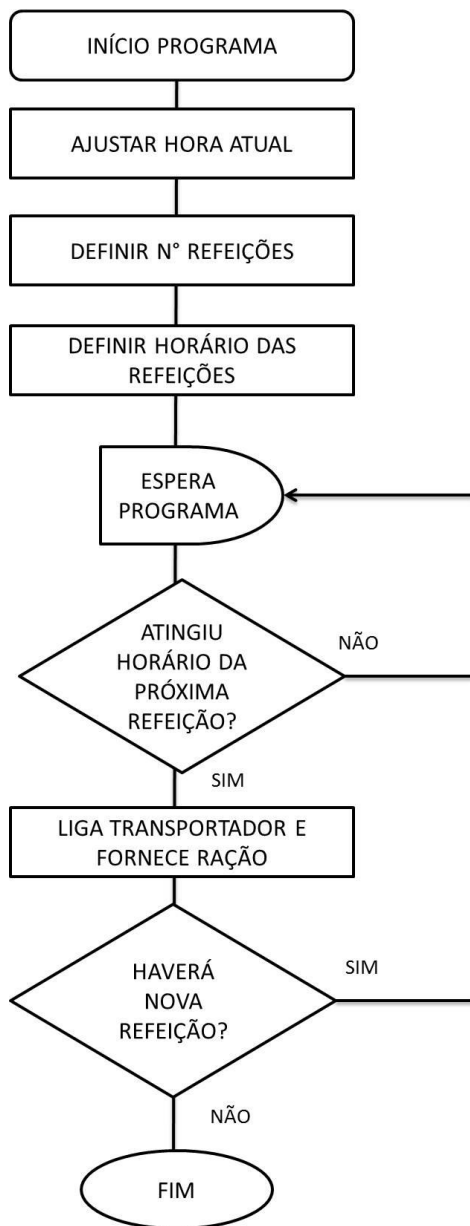 INÍCIO PROGRAMA
AJUSTAR HORA ATUAL
DEFINIR N° REFEIÇÕES
DEFINIR HORÁRIO DAS
REFEIÇÕES
ESPERA
PROGRAMA
ATINGIU
HORÁRIO DA
PRÓXIMA
REFEIÇÃO?
NÃO
SIM
LIGA TRANSPORTADOR E
FORNECE RAÇÃO
HAVERÁ
NOVA
REFEIÇÃO?
SIM
NÃO
FIM